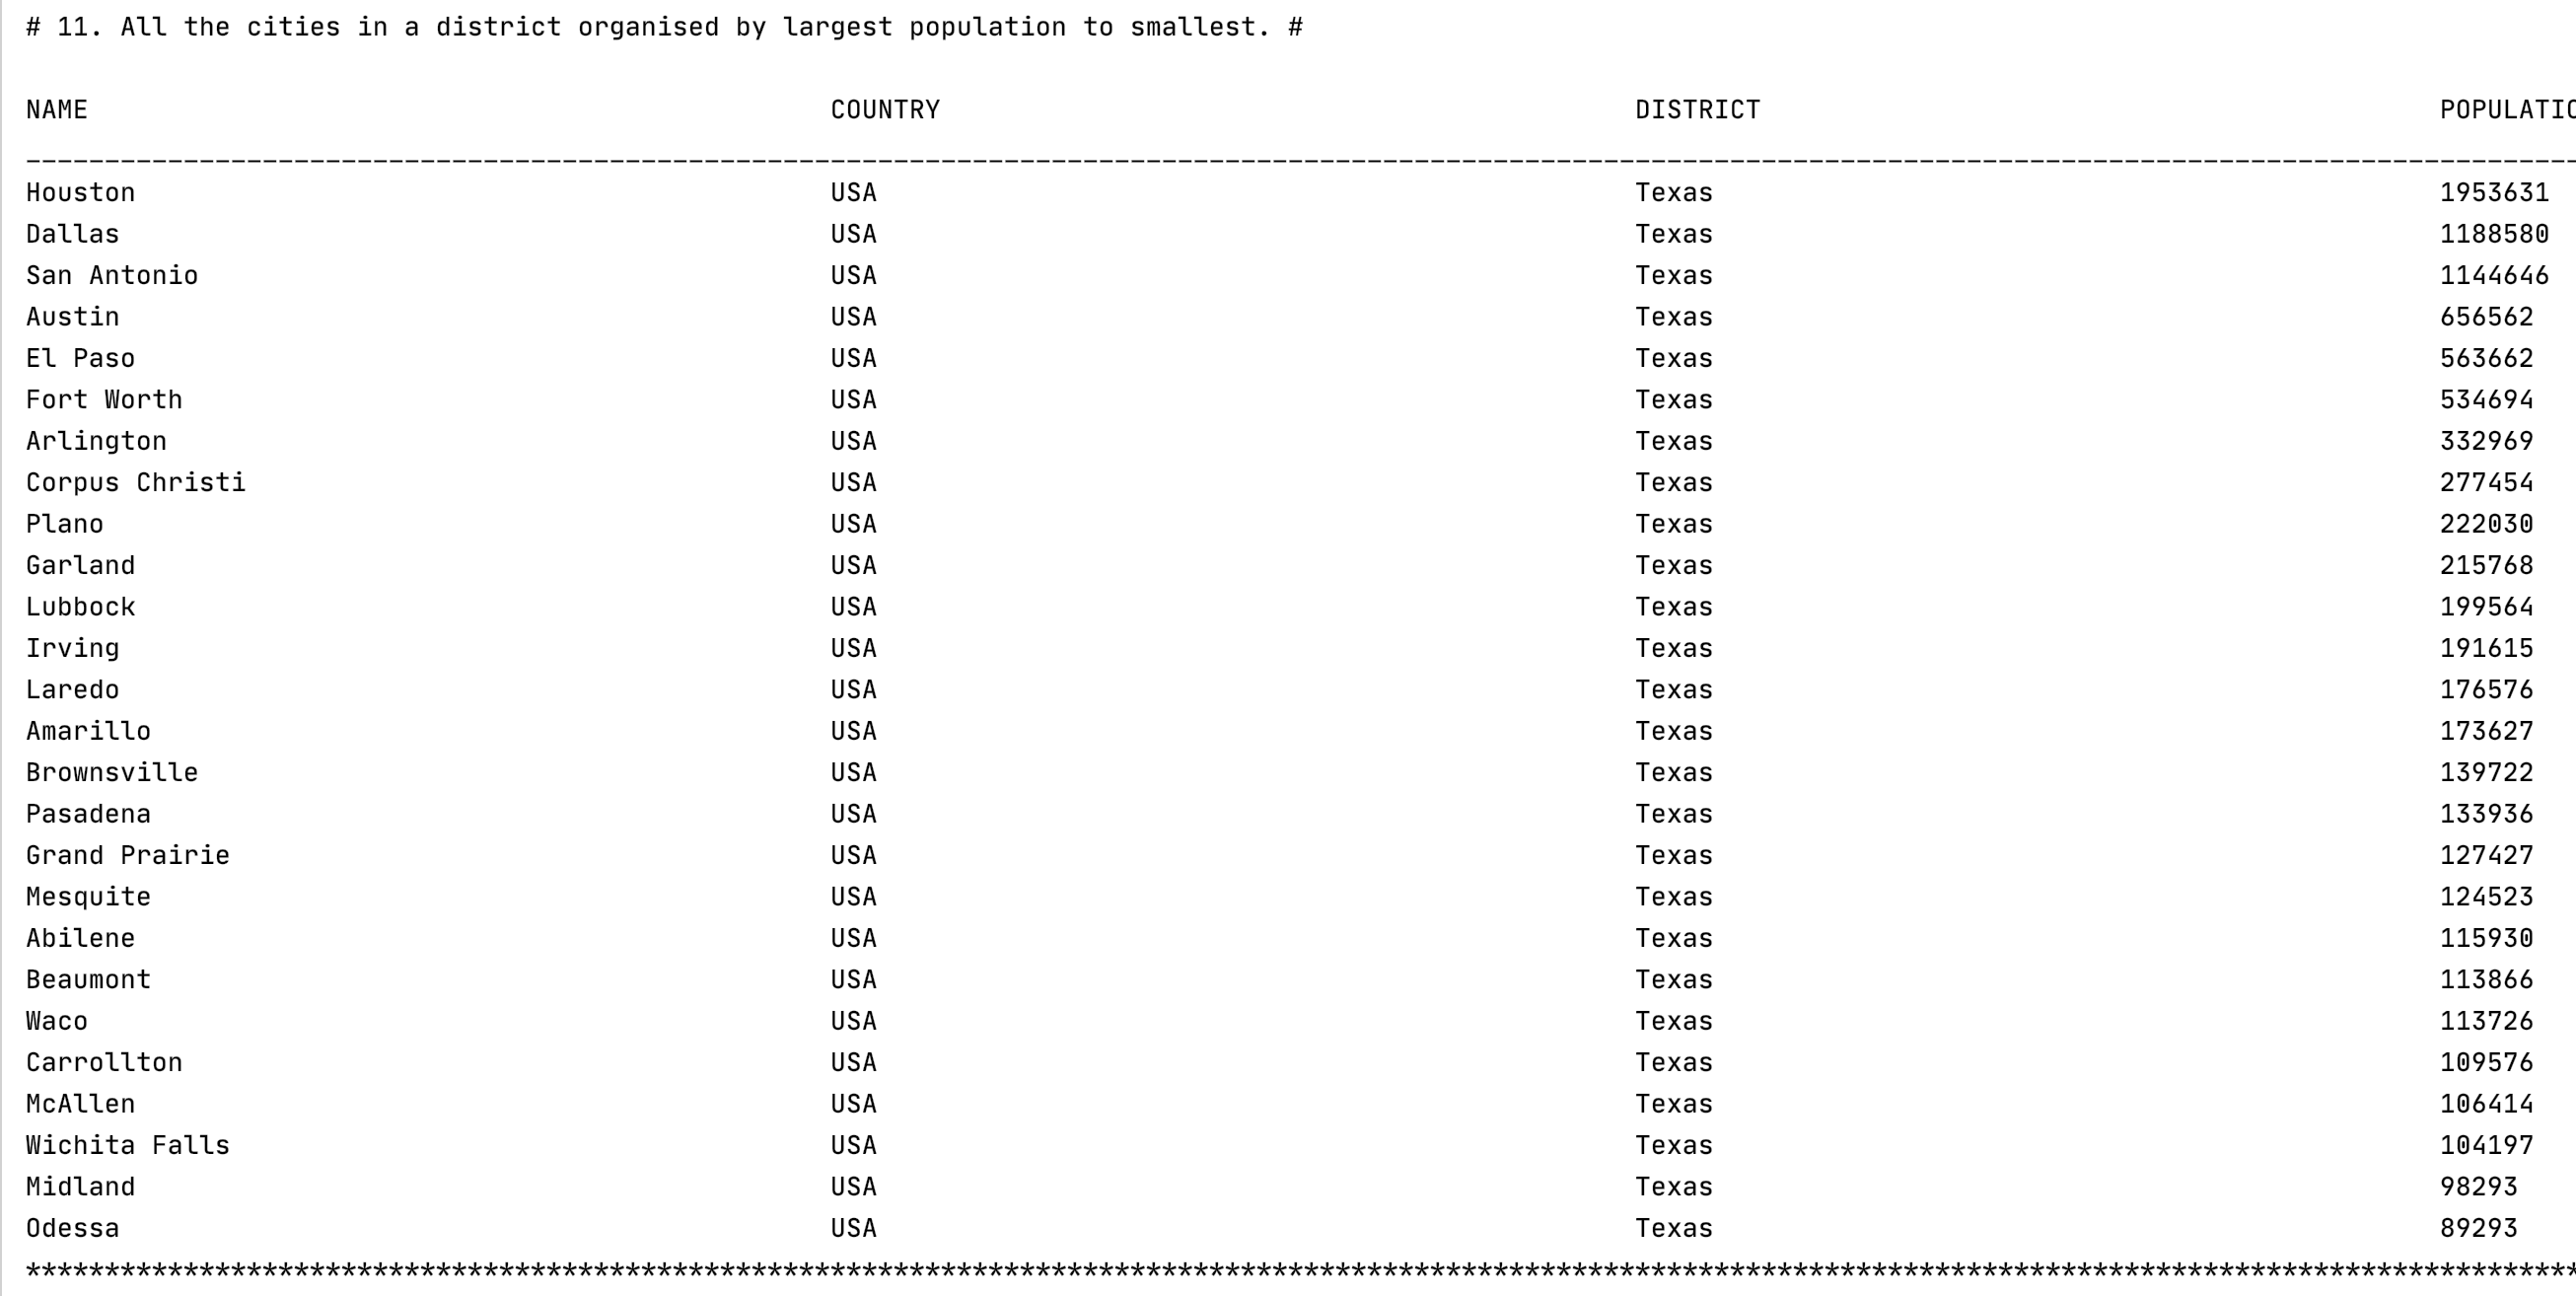 # 11. All the cities in a district organised by largest population to smallest. #
NAME COUNTRY DISTRICT POPULATIO
Houston USA Texas 1953631
Dallas USA Texas 1188580
San Antonio USA Texas 1144646
Austin USA Texas 656562
El Paso USA Texas 563662
Fort Worth USA Texas 534694
Arlington USA Texas 332969
Corpus Christi USA Texas 277454
Plano USA Texas 222030
Garland USA Texas 215768
Lubbock USA Texas 199564
Irving USA Texas 191615
Laredo USA Texas 176576
Amarillo USA Texas 173627
Brownsville USA Texas 139722
Pasadena USA Texas 133936
Grand Prairie USA Texas 127427
Mesquite USA Texas 124523
Abilene USA Texas 115930
Beaumont USA Texas 113866
Waco USA Texas 113726
Carrollton USA Texas 109576
McAllen USA Texas 106414
Wichita Falls USA Texas 104197
Midland USA Texas 98293
Odessa USA Texas 89293